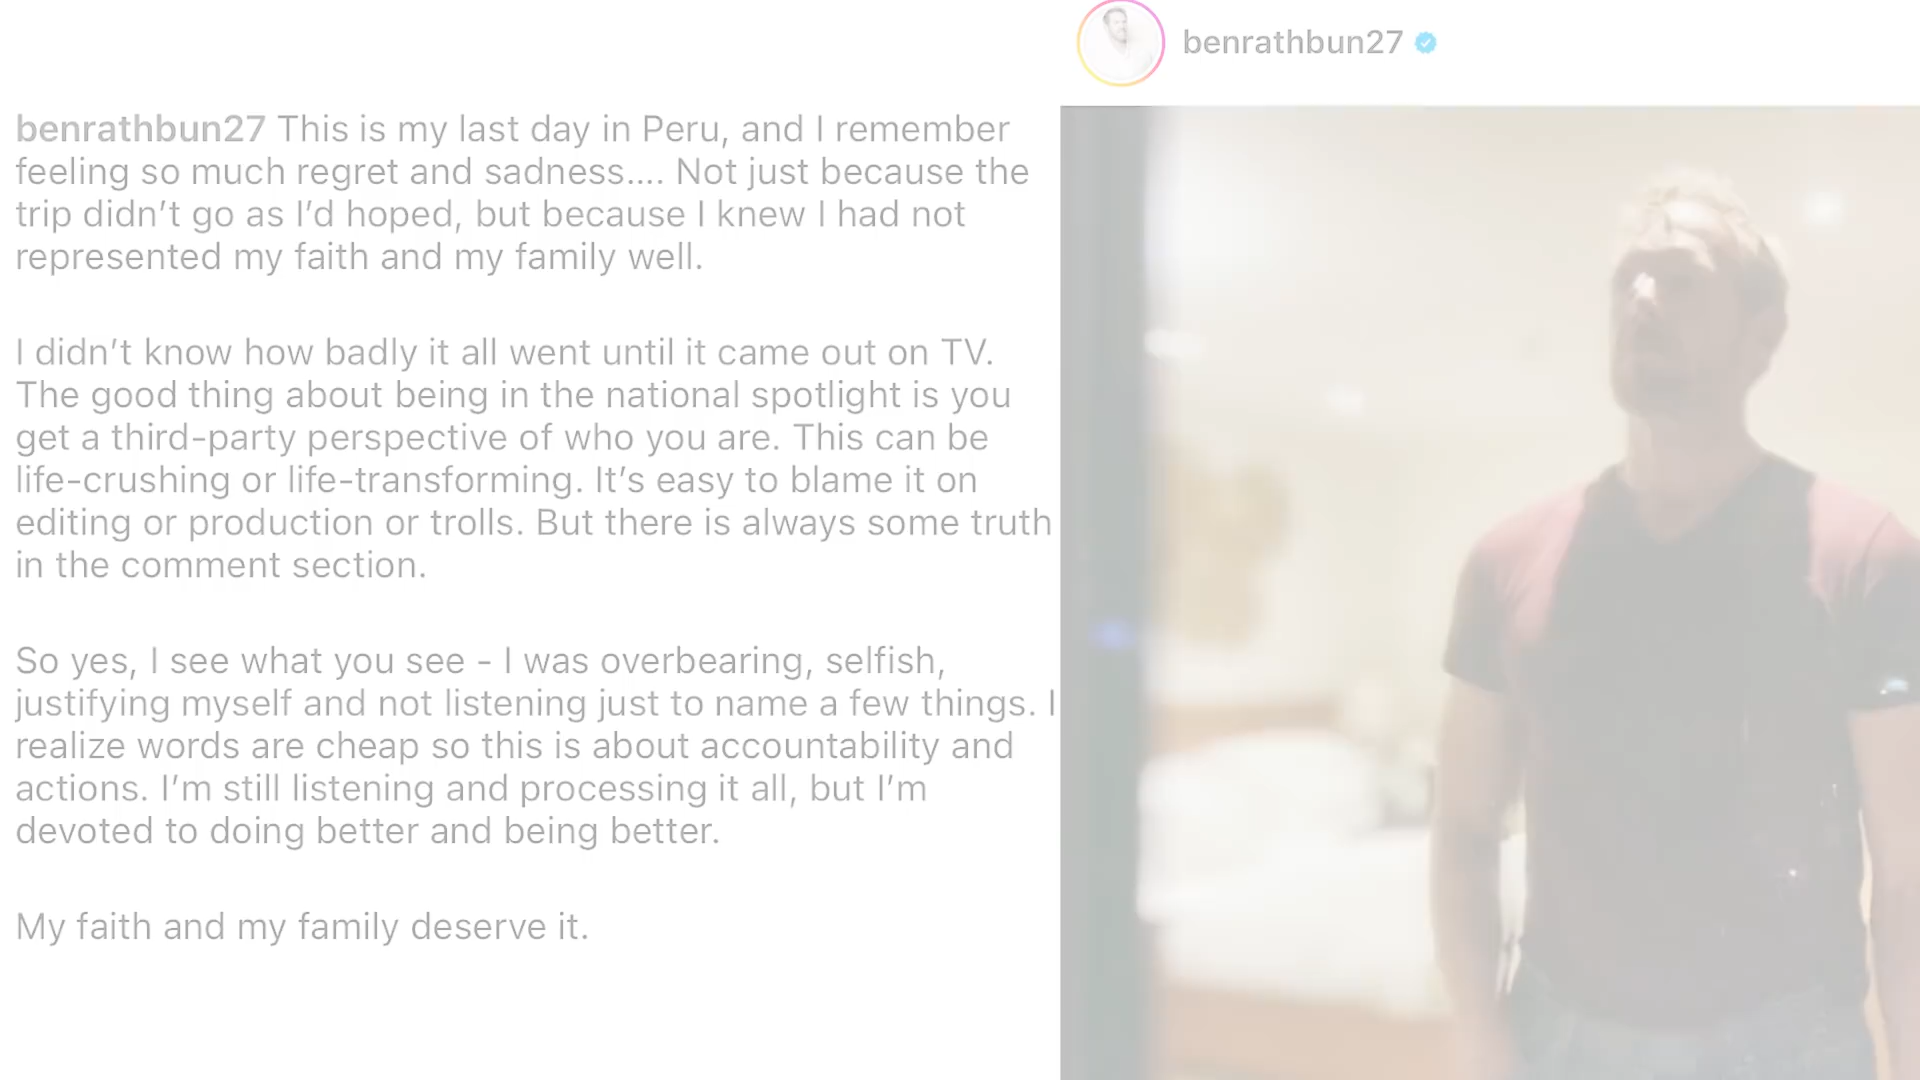 benrathbun27
benrathbun27 This is my last day in Peru, and I remember
feeling so much regret and sadness.... Not just because the
trip didn’t go as I’d hoped, but because I knew I had not
represented my faith and my family well.
I didn’t know how badly it all went until it came out on TV.
The good thing about being in the national spotlight is you
get a third-party perspective of who you are. This can be
life-crushing or life-transforming. It’s easy to blame it on
editing or production or trolls. But there is always some truth
in the comment section.
So yes, I see what you see - I was overbearing, selfish,
justifying myself and not listening just to name a few things. I
realize words are cheap so this is about accountability and
actions. I’m still listening and processing it all, but I’m
devoted to doing better and being better.
My faith and my family deserve it.